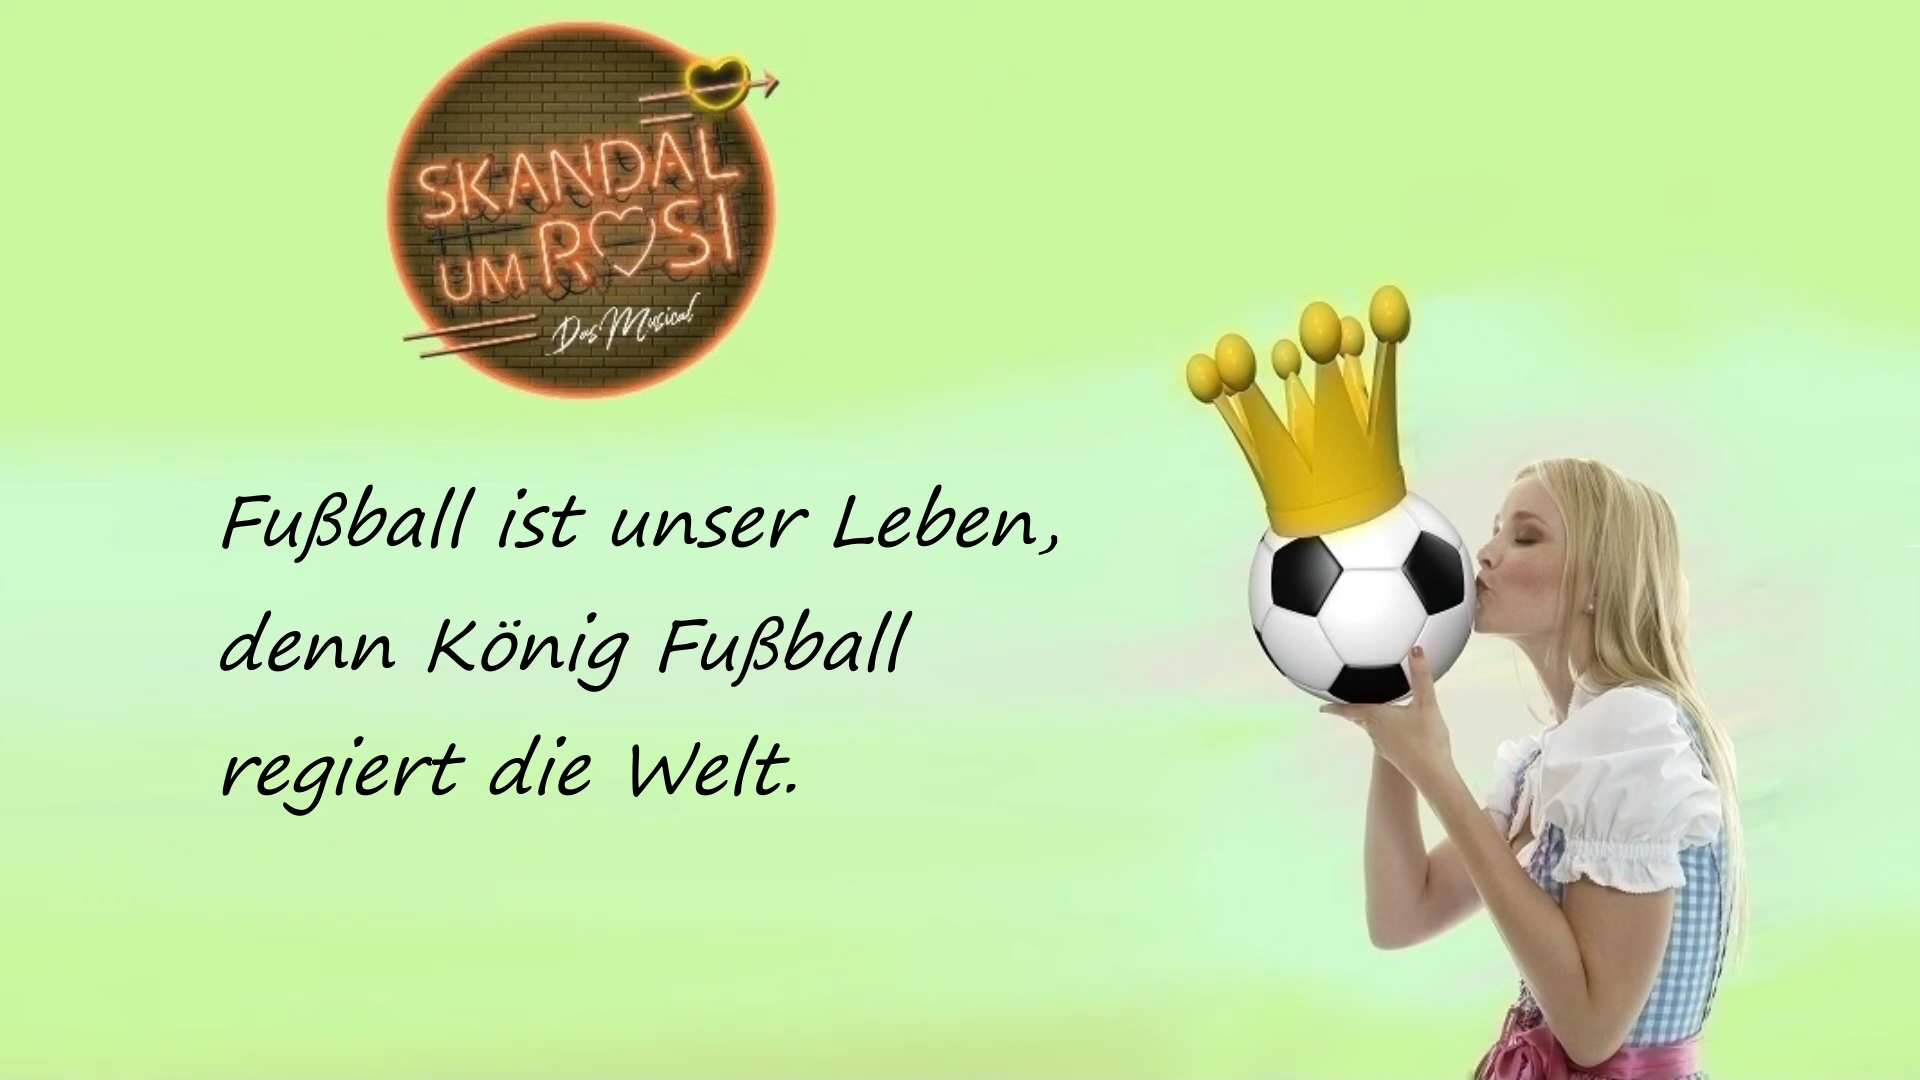 SKANDAL
UM ROSI
Das Musical
Fußball ist unser Leben,
denn König Fußball
regiert die Welt.